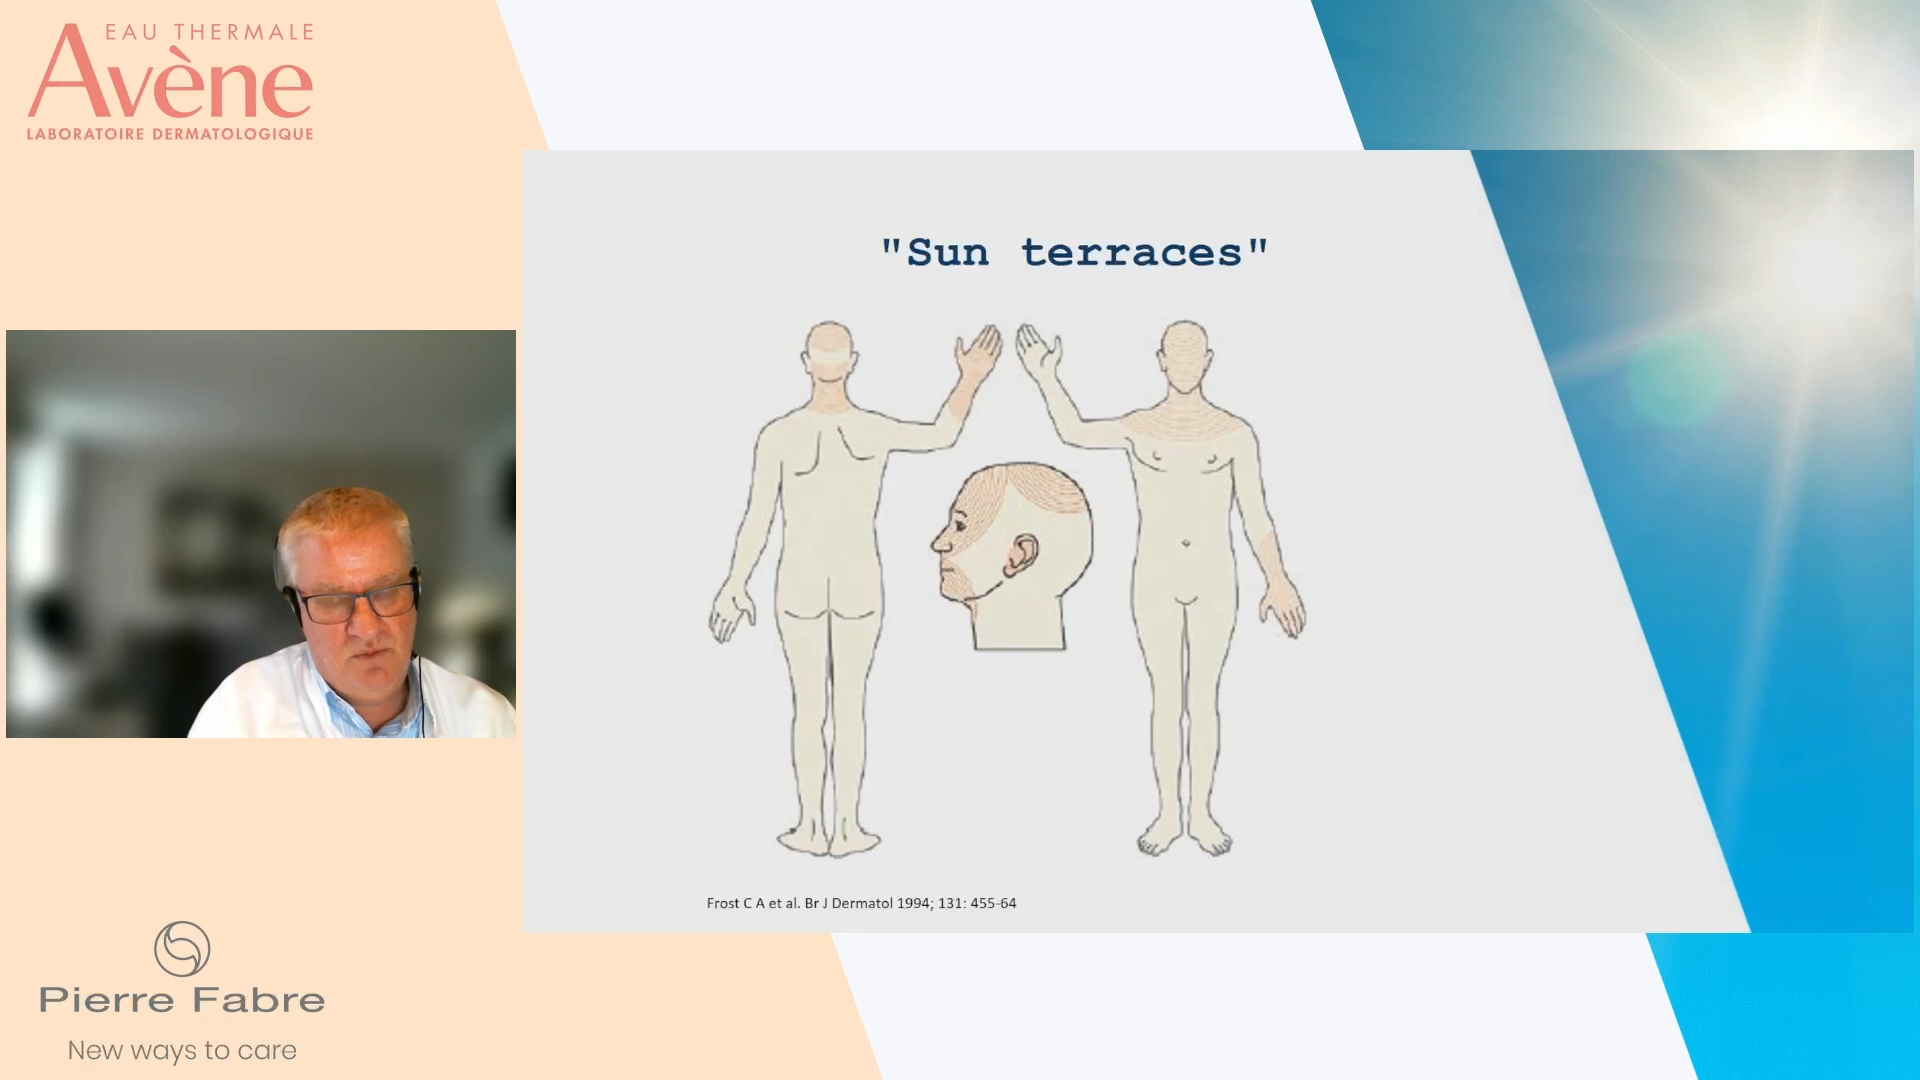 EAU THERMALE
Avène
LABORATOIRE DERMATOLOGIQUE
"Sun terraces"
Frost C A et al. Br J Dermatol 1994; 131: 455-64
Pierre Fabre
New ways to care